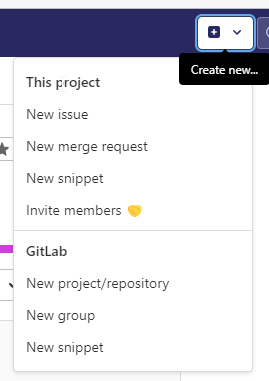 Create new...
This project
New issue
New merge request
New snippet
Invite members
GitLab
New project/repository
New group
New snippet